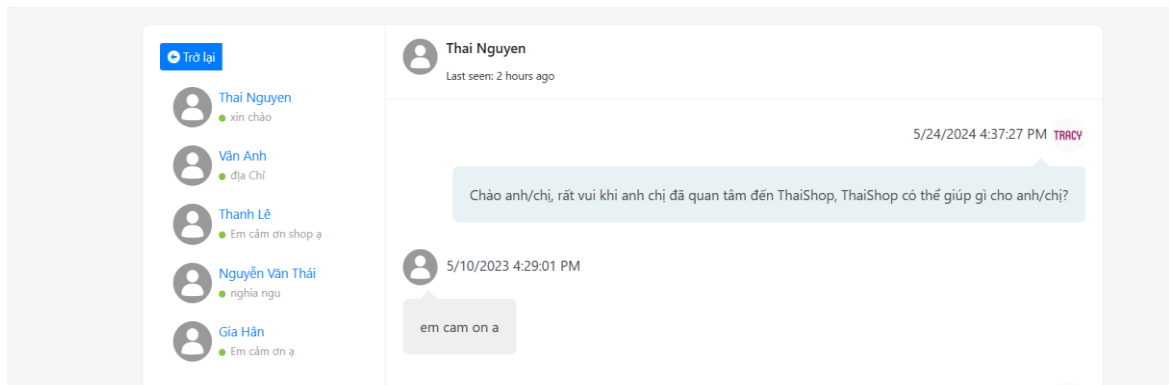 Trở lại
Thai Nguyen
xin chào
Vân Anh
địa Chỉ
Thanh Lê
Em cảm ơn shop ạ
Nguyễn Văn Thái
nghia ngu
Gia Hân
Em cảm ơn ạ
Thai Nguyen
Last seen: 2 hours ago
5/24/2024 4:37:27 PM TRACY
Chào anh/chị, rất vui khi anh chị đã quan tâm đến ThaiShop, ThaiShop có thể giúp gì cho anh/chị?
5/10/2023 4:29:01 PM
em cam on a